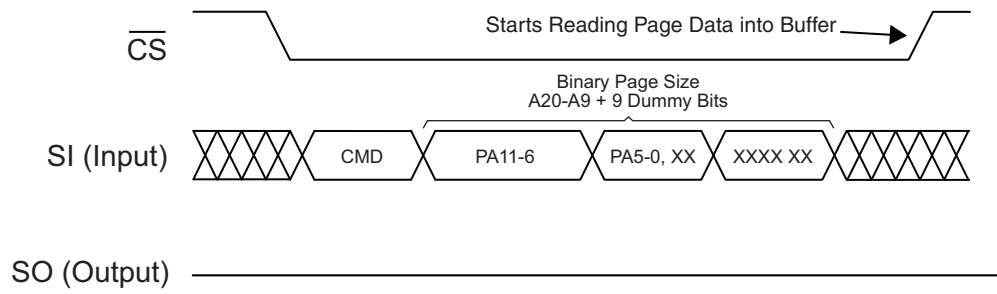 Starts Reading Page Data into Buffer
CS
Binary Page Size
A20-A9 + 9 Dummy Bits
SI (Input)
CMD
PA11-6
PA5-0, XX
XXXX XX
SO (Output)